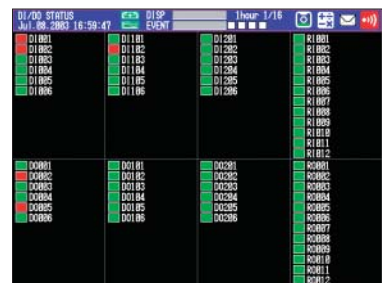 DI/DO STATUS DISP 1hour 1/16
Jul.08.2003 16:59:47 EVENT
DI001 DI101 DI201 RI001
DI002 DI102 DI202 RI002
DI003 DI103 DI203 RI003
DI004 DI104 DI204 RI004
DI005 DI105 DI205 RI005
DI006 DI106 DI206 RI006
RI007
RI008
RI009
RI010
RI011
RI012
DO001 DO101 DO201 RO001
DO002 DO102 DO202 RO002
DO003 DO103 DO203 RO003
DO004 DO104 DO204 RO004
DO005 DO105 DO205 RO005
DO006 DO106 DO206 RO006
RO007
RO008
RO009
RO010
RO011
RO012